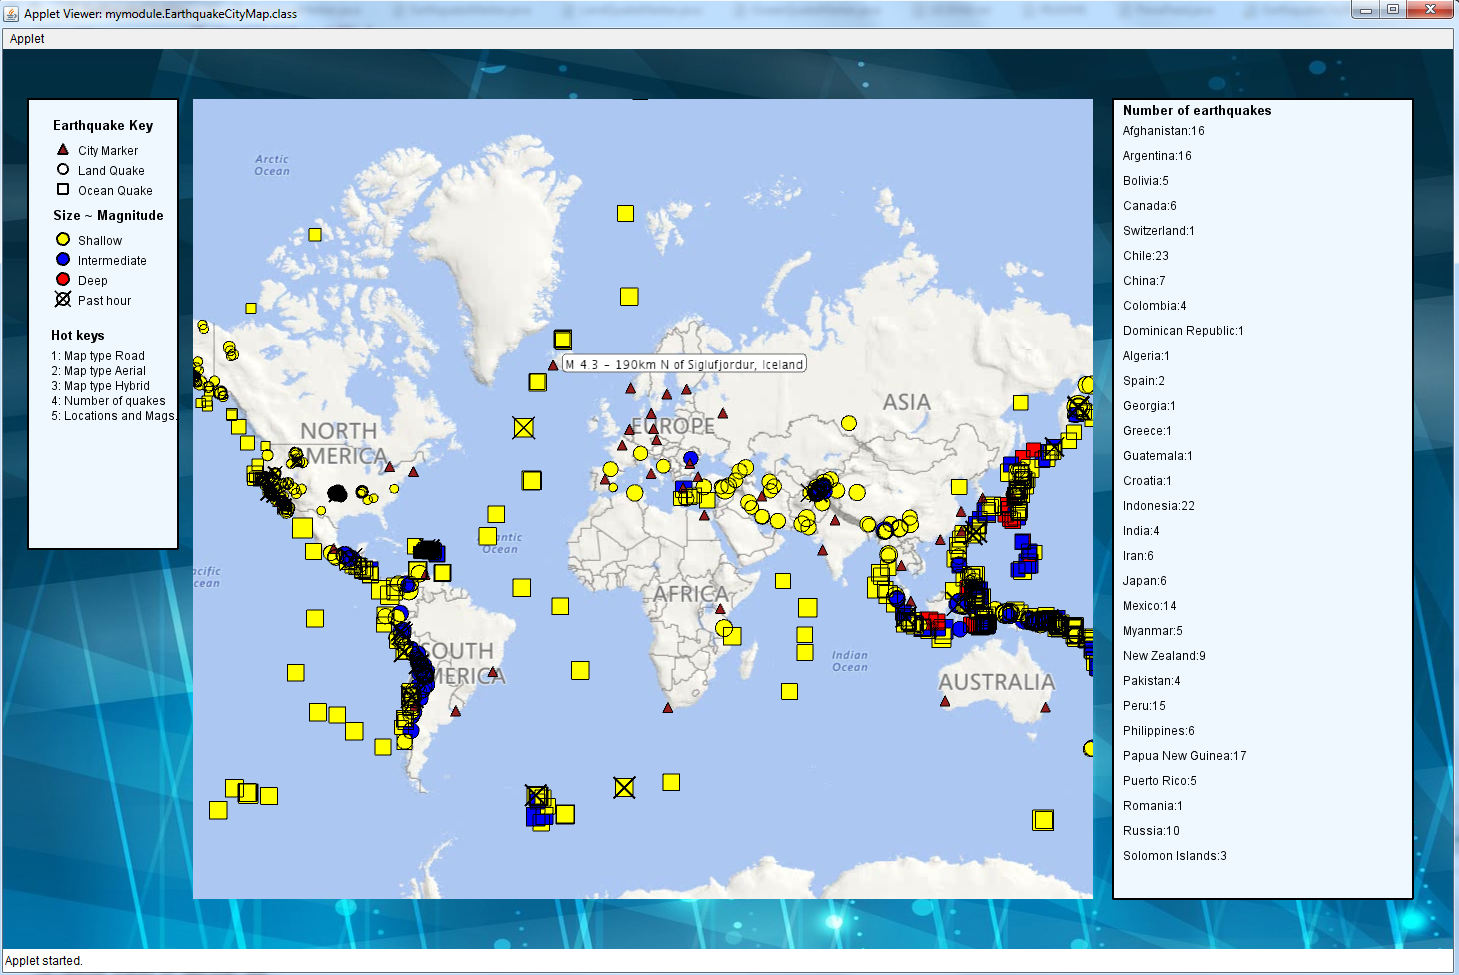 Applet Viewer: mymodule.EarthquakeCityMap.class
Applet
Earthquake Key
City Marker
Land Quake
Ocean Quake
Size ~ Magnitude
Shallow
Intermediate
Deep
Past hour
Hot keys
1: Map type Road
2: Map type Aerial
3: Map type Hybrid
4: Number of quakes
5: Locations and Mags.
Arctic
Ocean
M 4.3 - 190km N of Siglufjordur, Iceland
NORTH
AMERICA
EUROPE
ASIA
Ocean
AFRICA
SOUTH
AMERICA
Indian
Ocean
AUSTRALIA
Number of earthquakes
Afghanistan:16
Argentina:16
Bolivia:5
Canada:6
Switzerland:1
Chile:23
China:7
Colombia:4
Dominican Republic:1
Algeria:1
Spain:2
Georgia:1
Greece:1
Guatemala:1
Croatia:1
Indonesia:22
India:4
Iran:6
Japan:6
Mexico:14
Myanmar:5
New Zealand:9
Pakistan:4
Peru:15
Philippines:6
Papua New Guinea:17
Puerto Rico:5
Romania:1
Russia:10
Solomon Islands:3
Applet started.